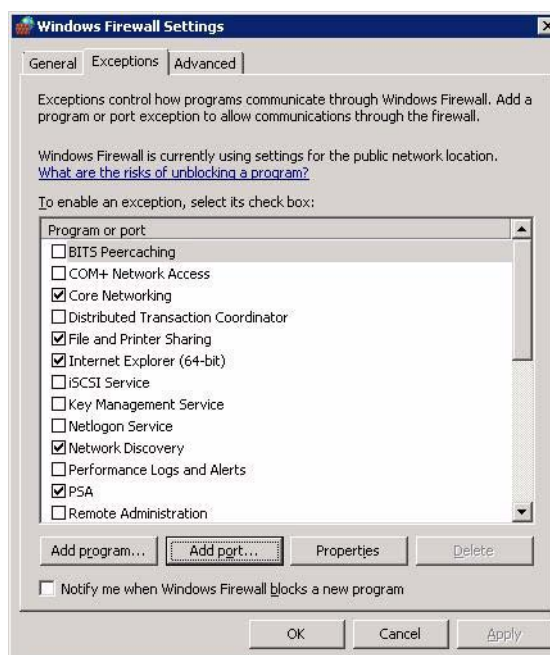 Windows Firewall Settings
General Exceptions Advanced
Exceptions control how programs communicate through Windows Firewall. Add a
program or port exception to allow communications through the firewall.
Windows Firewall is currently using settings for the public network location.
What are the risks of unblocking a program?
To enable an exception, select its check box:
Program or port
BITS Peercaching
COM+ Network Access
Core Networking
Distributed Transaction Coordinator
File and Printer Sharing
Internet Explorer (64-bit)
iSCSI Service
Key Management Service
Netlogon Service
Network Discovery
Performance Logs and Alerts
PSA
Remote Administration
Add program... Add port... Properties Delete
Notify me when Windows Firewall blocks a new program
OK Cancel Apply